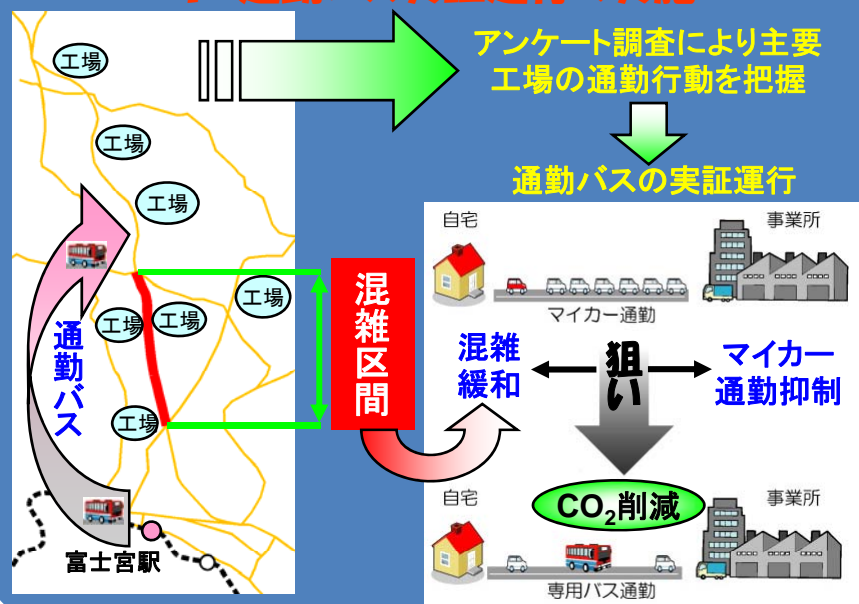 工場
工場
工場
工場
工場
工場
工場
通勤バス
富士宮駅
混雑区間
アンケート調査により主要
工場の通勤行動を把握
通勤バスの実証運行
自宅
事業所
マイカー通勤
混雑
緩和
狙い
マイカー
通勤抑制
CO₂削減
自宅
事業所
専用バス通勤